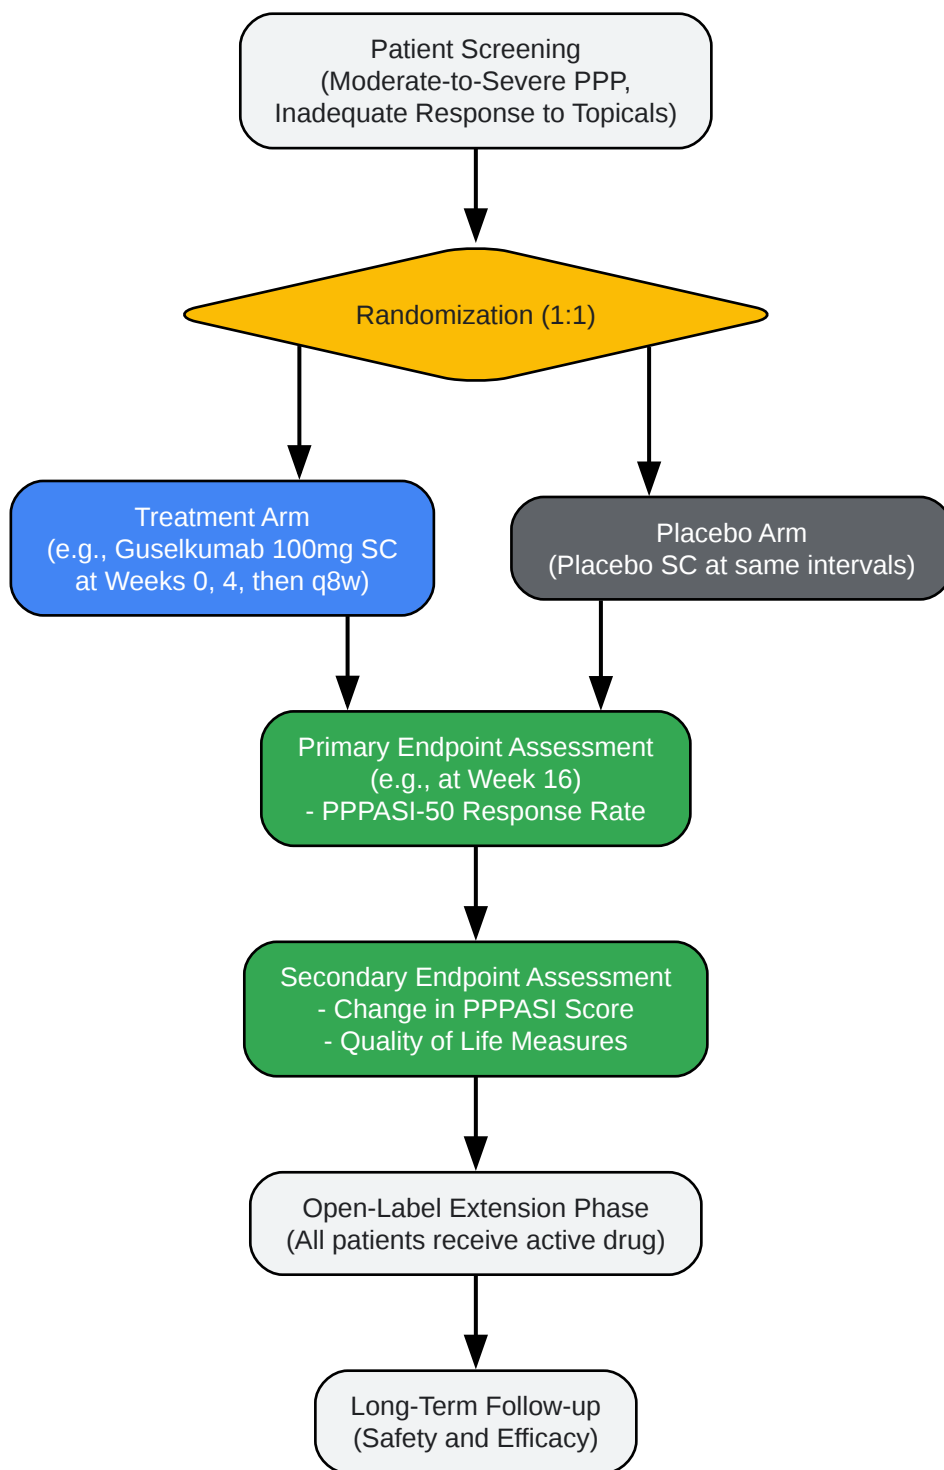 Patient Screening
(Moderate-to-Severe PPP,
Inadequate Response to Topicals)
Randomization (1:1)
Treatment Arm
(e.g., Guselkumab 100mg SC
at Weeks 0, 4, then q8w)
Placebo Arm
(Placebo SC at same intervals)
Primary Endpoint Assessment
(e.g., at Week 16)
- PPPASI-50 Response Rate
Secondary Endpoint Assessment
- Change in PPPASI Score
- Quality of Life Measures
Open-Label Extension Phase
(All patients receive active drug)
Long-Term Follow-up
(Safety and Efficacy)